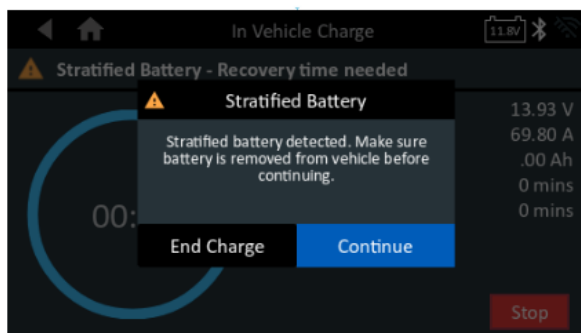 In Vehicle Charge
11.8V
Stratified Battery - Recovery time needed
Stratified Battery
Stratified battery detected. Make sure
battery is removed from vehicle before
continuing.
End Charge
Continue
00:
13.93 V
69.80 A
.00 Ah
0 mins
0 mins
Stop